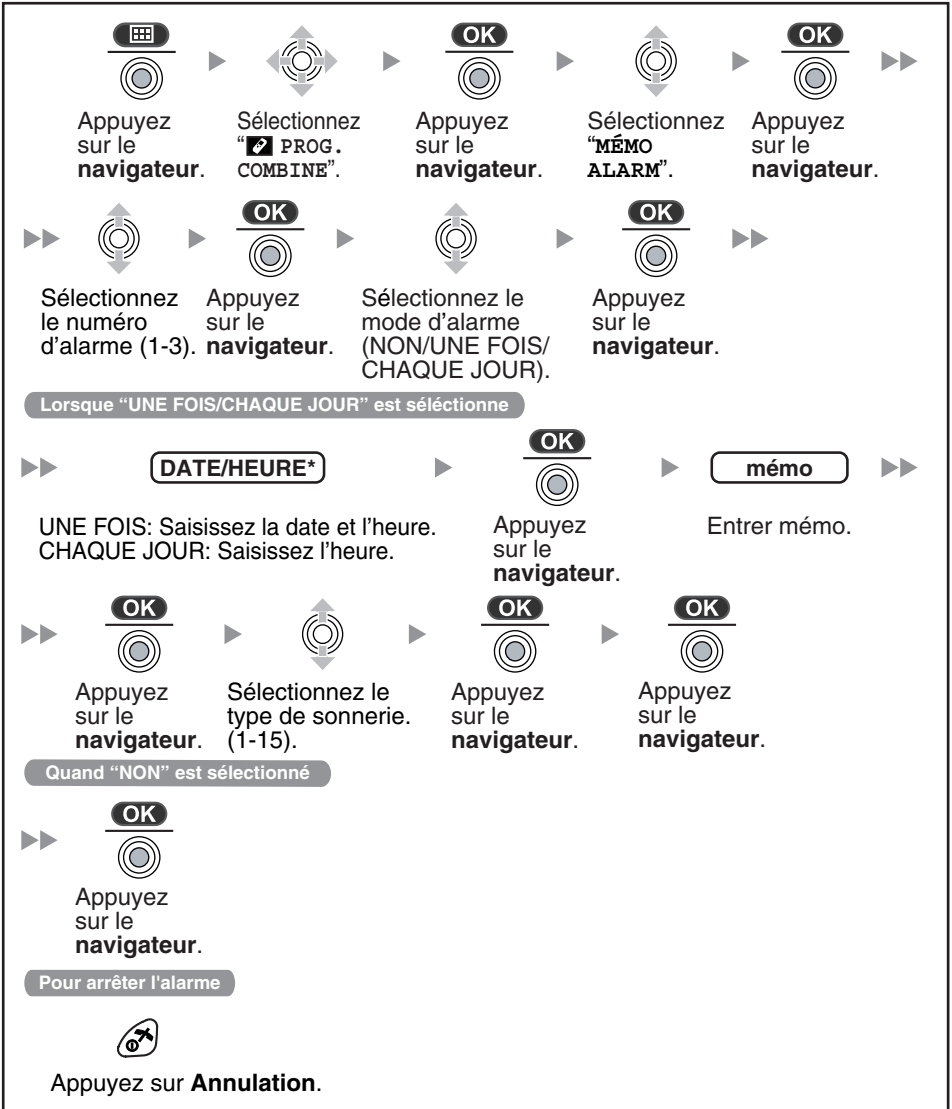 OK
OK
Appuyez
sur le
navigateur.
Sélectionnez
“ PROG.
COMBINE”.
Appuyez
sur le
navigateur.
Sélectionnez
“MÉMO
ALARM”.
Appuyez
sur le
navigateur.
OK
OK
Sélectionnez
le numéro
d’alarme (1-3).
Appuyez
sur le
navigateur.
Sélectionnez le
mode d’alarme
(NON/UNE FOIS/
CHAQUE JOUR).
Appuyez
sur le
navigateur.
Lorsque “UNE FOIS/CHAQUE JOUR” est séléctionne
DATE/HEURE*
OK
mémo
UNE FOIS: Saisissez la date et l’heure.
CHAQUE JOUR: Saisissez l’heure.
Appuyez
sur le
navigateur.
Entrer mémo.
OK
OK
OK
Appuyez
sur le
navigateur.
Sélectionnez le
type de sonnerie.
(1-15).
Appuyez
sur le
navigateur.
Appuyez
sur le
navigateur.
Quand “NON” est sélectionné
OK
Appuyez
sur le
navigateur.
Pour arrêter l'alarme
Appuyez sur Annulation.